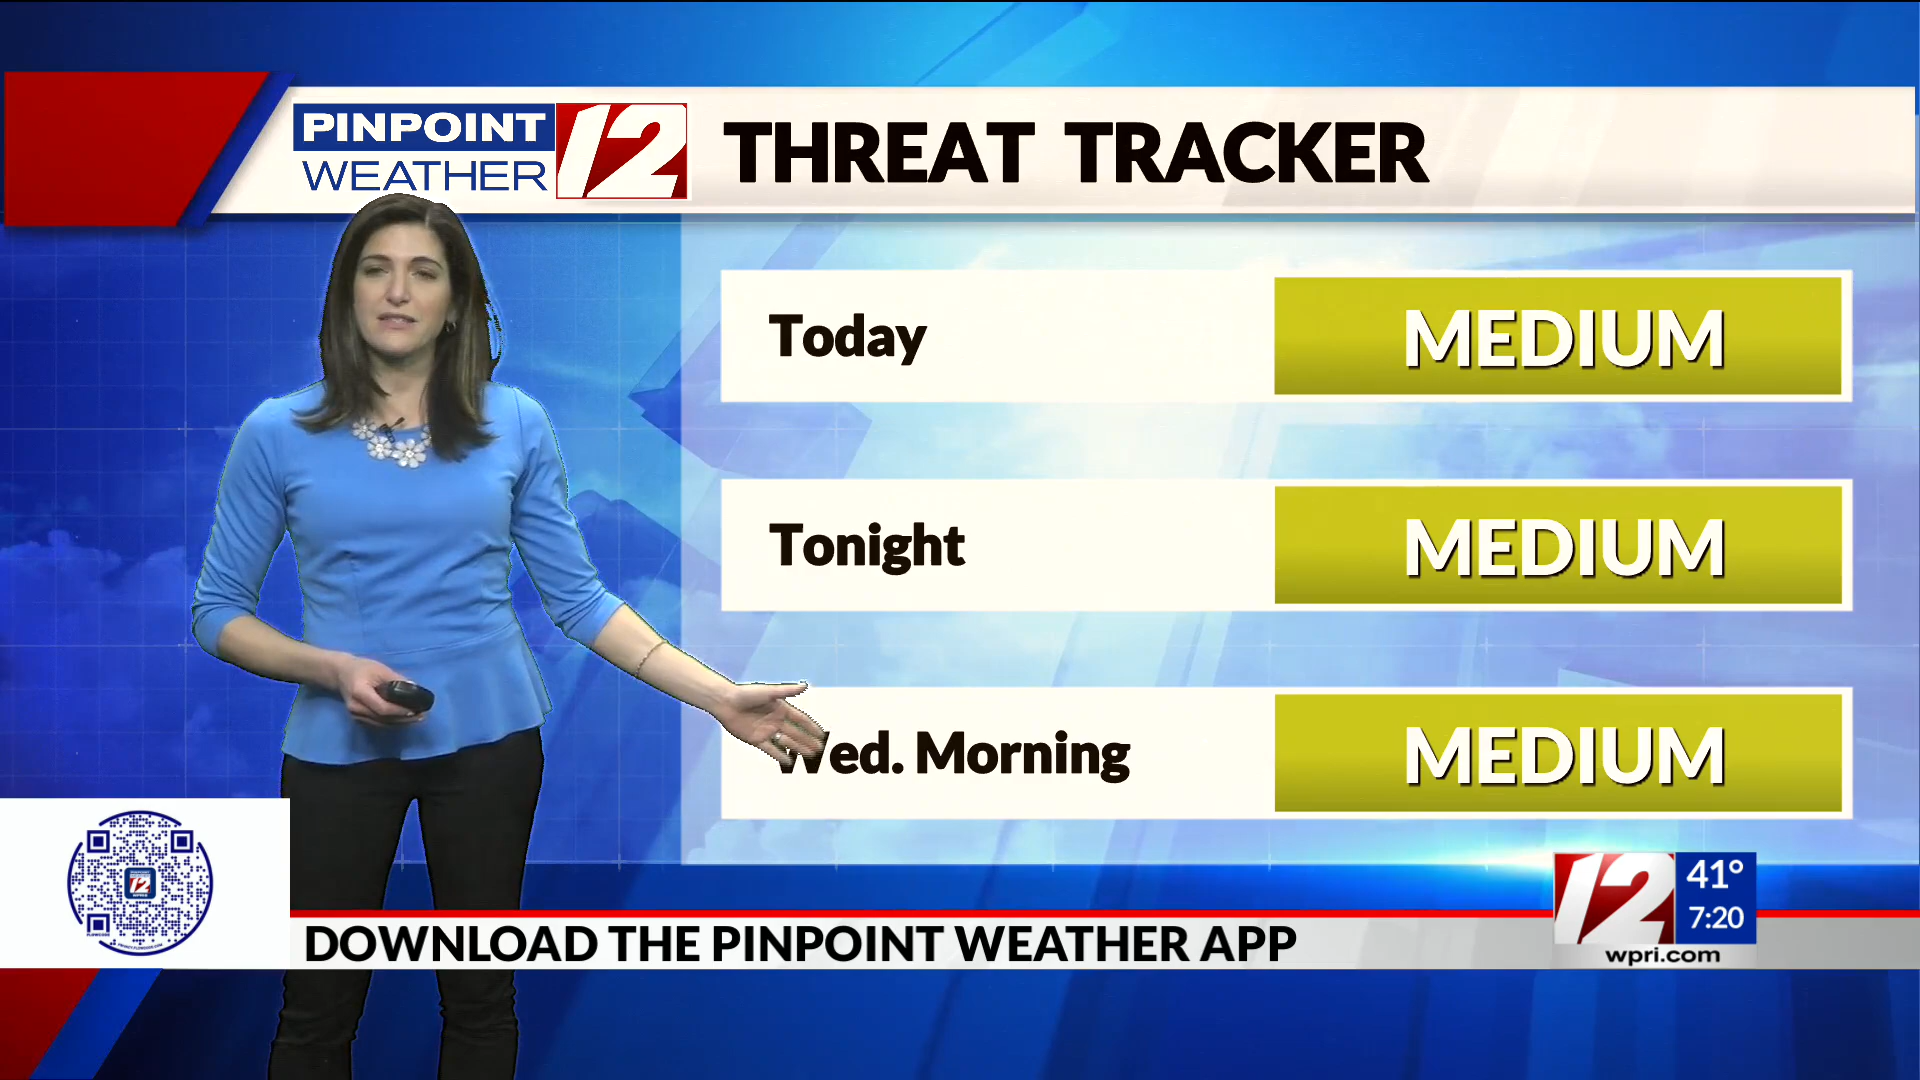 PINPOINT
WEATHER
12
THREAT TRACKER
Today
MEDIUM
Tonight
MEDIUM
Wed. Morning
MEDIUM
12
41°
7:20
DOWNLOAD THE PINPOINT WEATHER APP
wpri.com